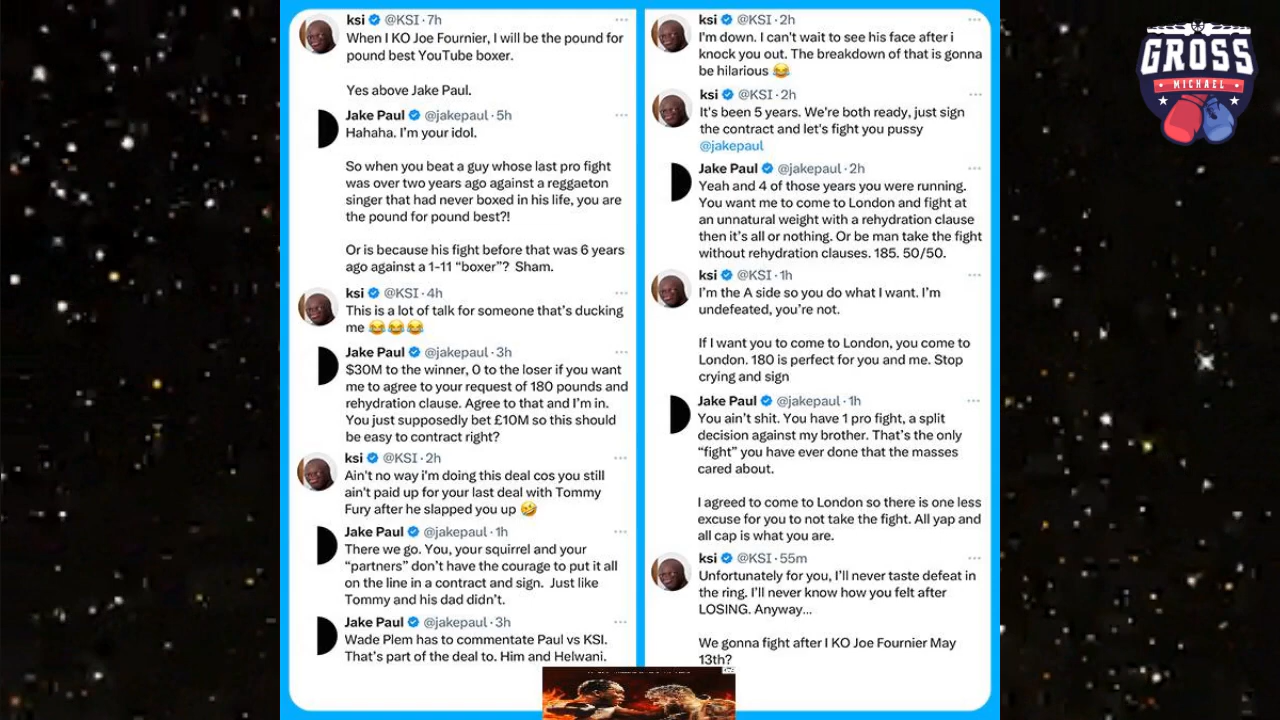 ksi @KSI · 7h
When I KO Joe Fournier, I will be the pound for
pound best YouTube boxer.
Yes above Jake Paul.
Jake Paul @jakepaul · 5h
Hahaha. I'm your idol.
So when you beat a guy whose last pro fight
was over two years ago against a reggaeton
singer that had never boxed in his life, you are
the pound for pound best?!
Or is because his fight before that was 6 years
ago against a 1-11 “boxer”? Sham.
ksi @KSI · 4h
This is a lot of talk for someone that's ducking
me 😂😂😂
Jake Paul @jakepaul · 3h
$30M to the winner, 0 to the loser if you want
me to agree to your request of 180 pounds and
rehydration clause. Agree to that and I'm in.
You just supposedly bet £10M so this should
be easy to contract right?
ksi @KSI · 2h
Ain't no way i'm doing this deal cos you still
ain't paid up for your last deal with Tommy
Fury after he slapped you up 🤣
Jake Paul @jakepaul · 1h
There we go. You, your squirrel and your
“partners” don't have the courage to put it all
on the line in a contract and sign. Just like
Tommy and his dad didn't.
Jake Paul @jakepaul · 3h
Wade Plem has to commentate Paul vs KSI.
That's part of the deal to. Him and Helwani.
ksi @KSI · 2h
I'm down. I can't wait to see his face after i
knock you out. The breakdown of that is gonna
be hilarious 😂
ksi @KSI · 2h
It's been 5 years. We're both ready, just sign
the contract and let's fight you pussy
@jakepaul
Jake Paul @jakepaul · 2h
Yeah and 4 of those years you were running.
You want me to come to London and fight at
an unnatural weight with a rehydration clause
then it's all or nothing. Or be man take the fight
without rehydration clauses. 185. 50/50.
ksi @KSI · 1h
I'm the A side so you do what I want. I'm
undefeated, you're not.
If I want you to come to London, you come to
London. 180 is perfect for you and me. Stop
crying and sign
Jake Paul @jakepaul · 1h
You ain't shit. You have 1 pro fight, a split
decision against my brother. That's the only
“fight” you have ever done that the masses
cared about.
I agreed to come to London so there is one less
excuse for you to not take the fight. All yap and
all cap is what you are.
ksi @KSI · 55m
Unfortunately for you, I'll never taste defeat in
the ring. I'll never know how you felt after
LOSING. Anyway...
We gonna fight after I KO Joe Fournier May
13th?
GROSS
MICHAEL